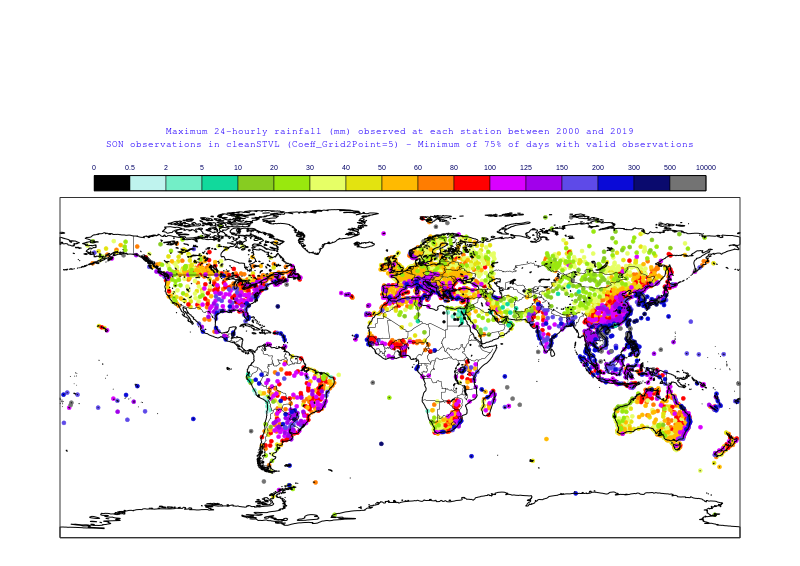 Maximum 24-hourly rainfall (mm) observed at each station between 2000 and 2019
SON observations in cleanSTVL (Coeff_Grid2Point=5) - Minimum of 75% of days with valid observations
0 0.5 2 5 10 20 30 40 60 80 100 125 150 200 300 500 10000